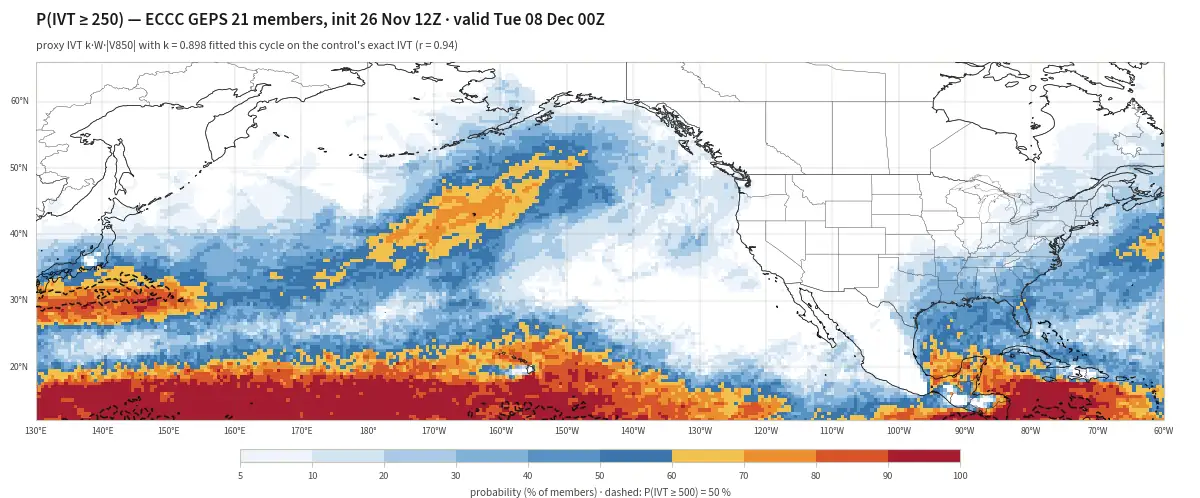 P(IVT ≥ 250) — ECCC GEPS 21 members, init 26 Nov 12Z · valid Tue 08 Dec 00Z
proxy IVT k·W·|V850| with k = 0.898 fitted this cycle on the control's exact IVT (r = 0.94)
60°N
50°N
40°N
30°N
20°N
130°E 140°E 150°E 160°E 170°E 180° 170°W 160°W 150°W 140°W 130°W 120°W 110°W 100°W 90°W 80°W 70°W 60°W
5 10 20 30 40 50 60 70 80 90 100
probability (% of members) · dashed: P(IVT ≥ 500) = 50 %